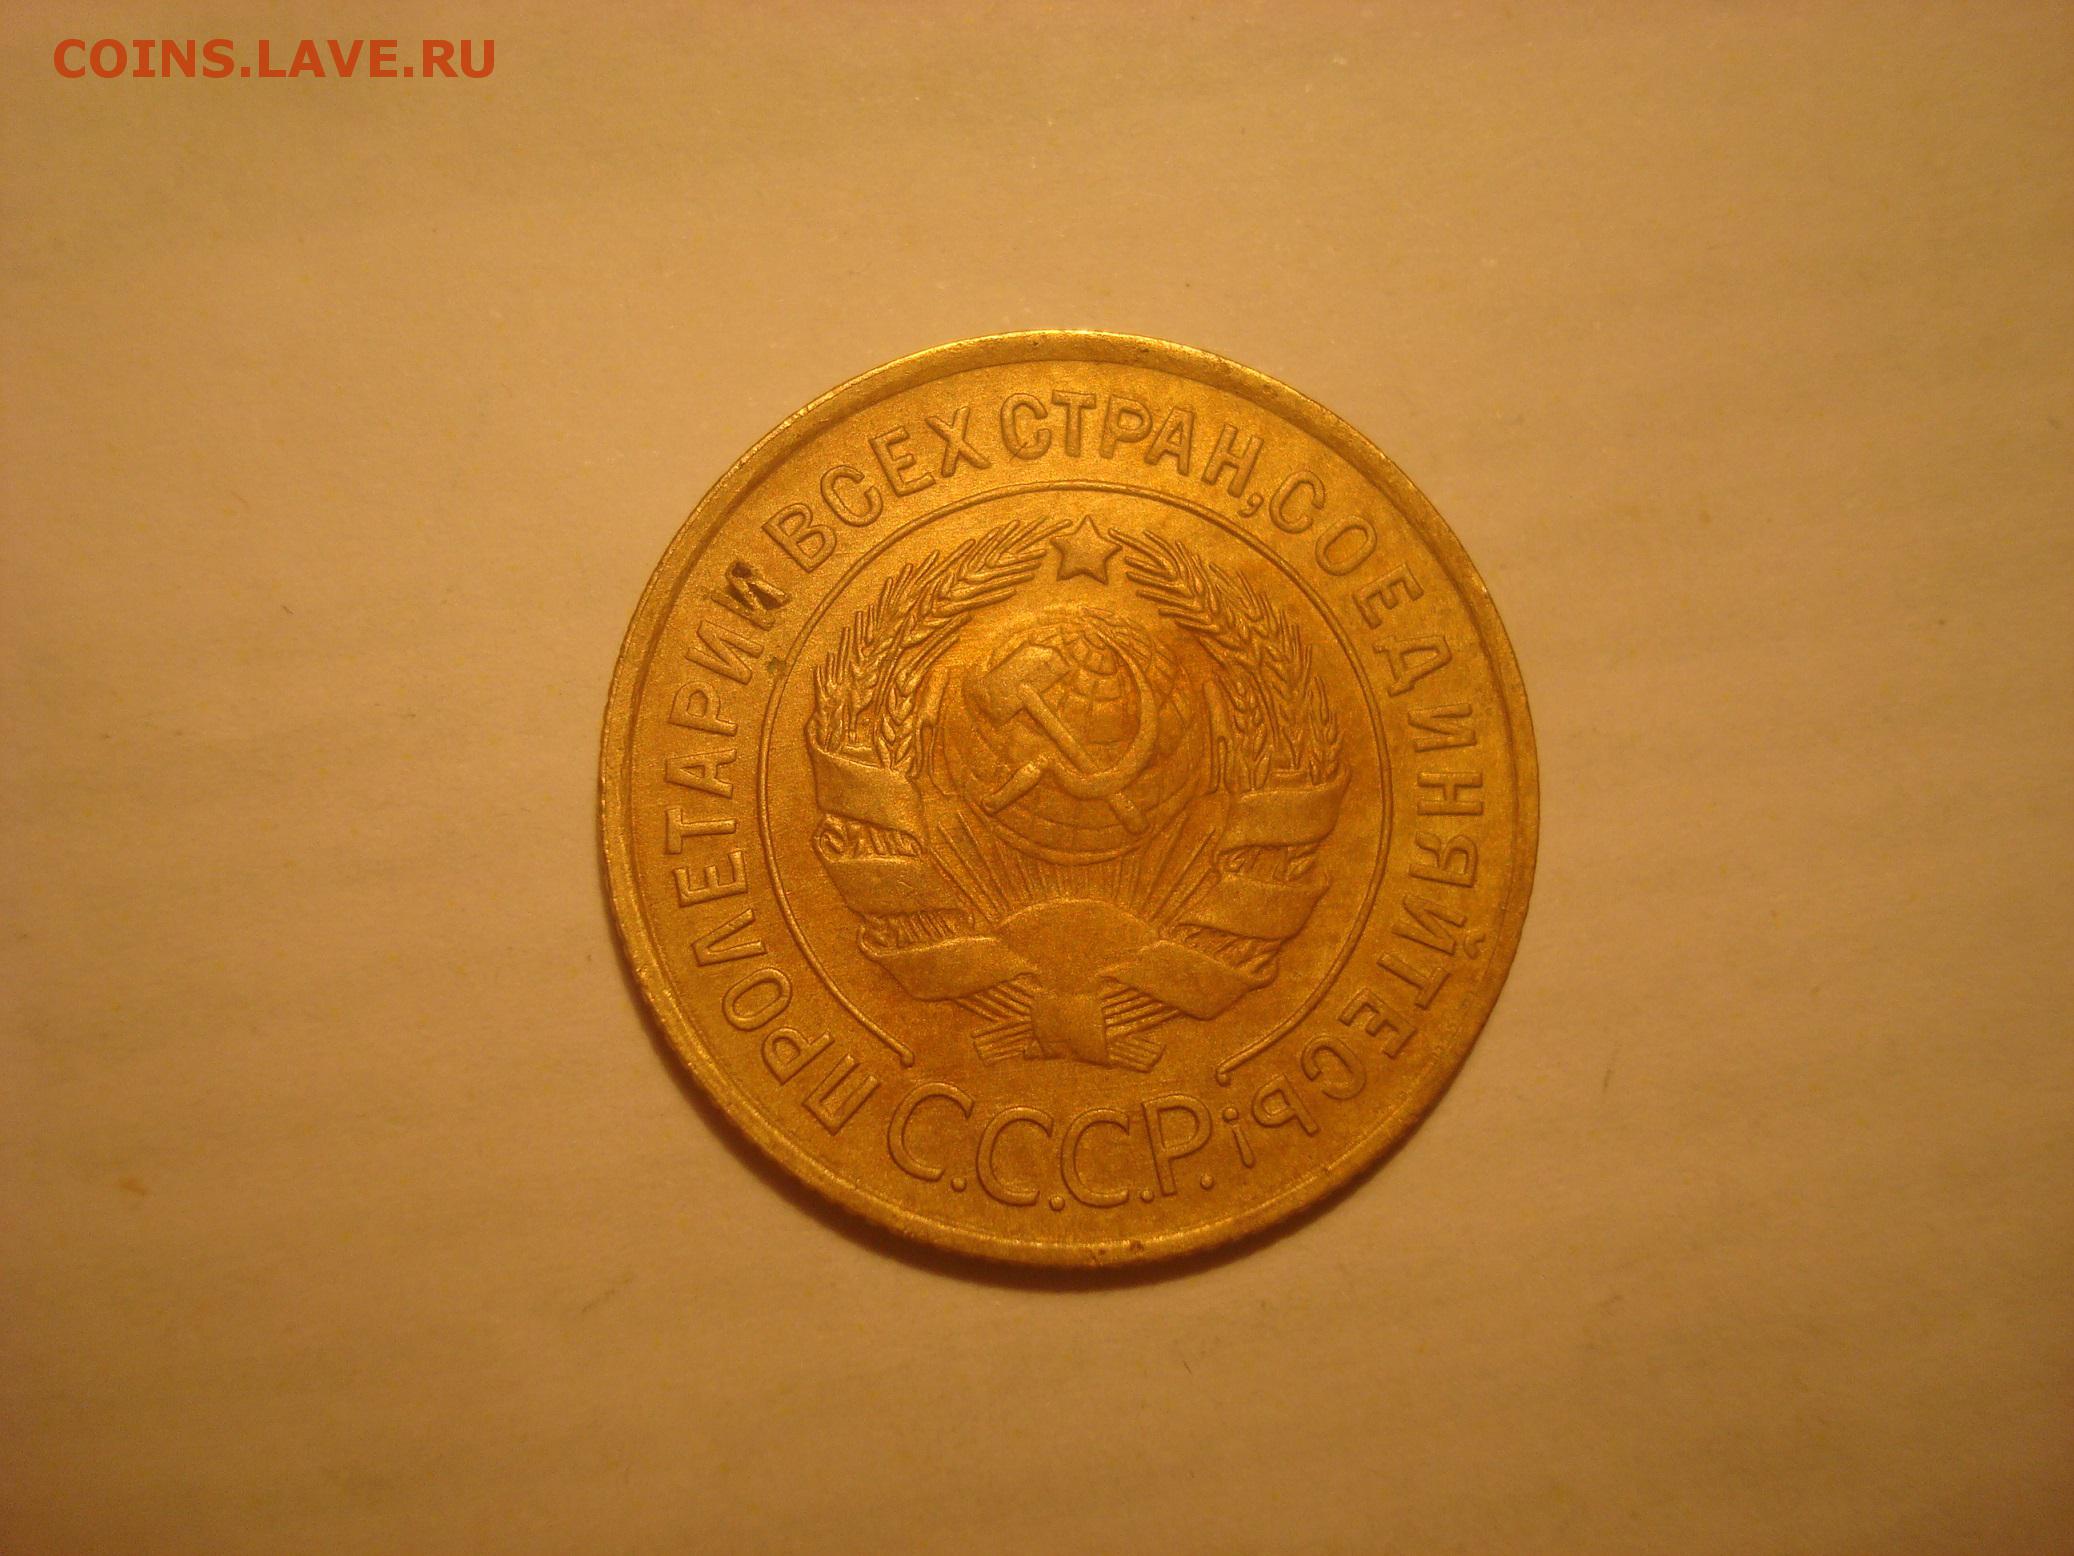 COINS.LAVE.RU
ПРОЛЕТАРИИ ВСЕХ СТРАН, СОЕДИНЯЙТЕСЬ!
С.С.С.Р.